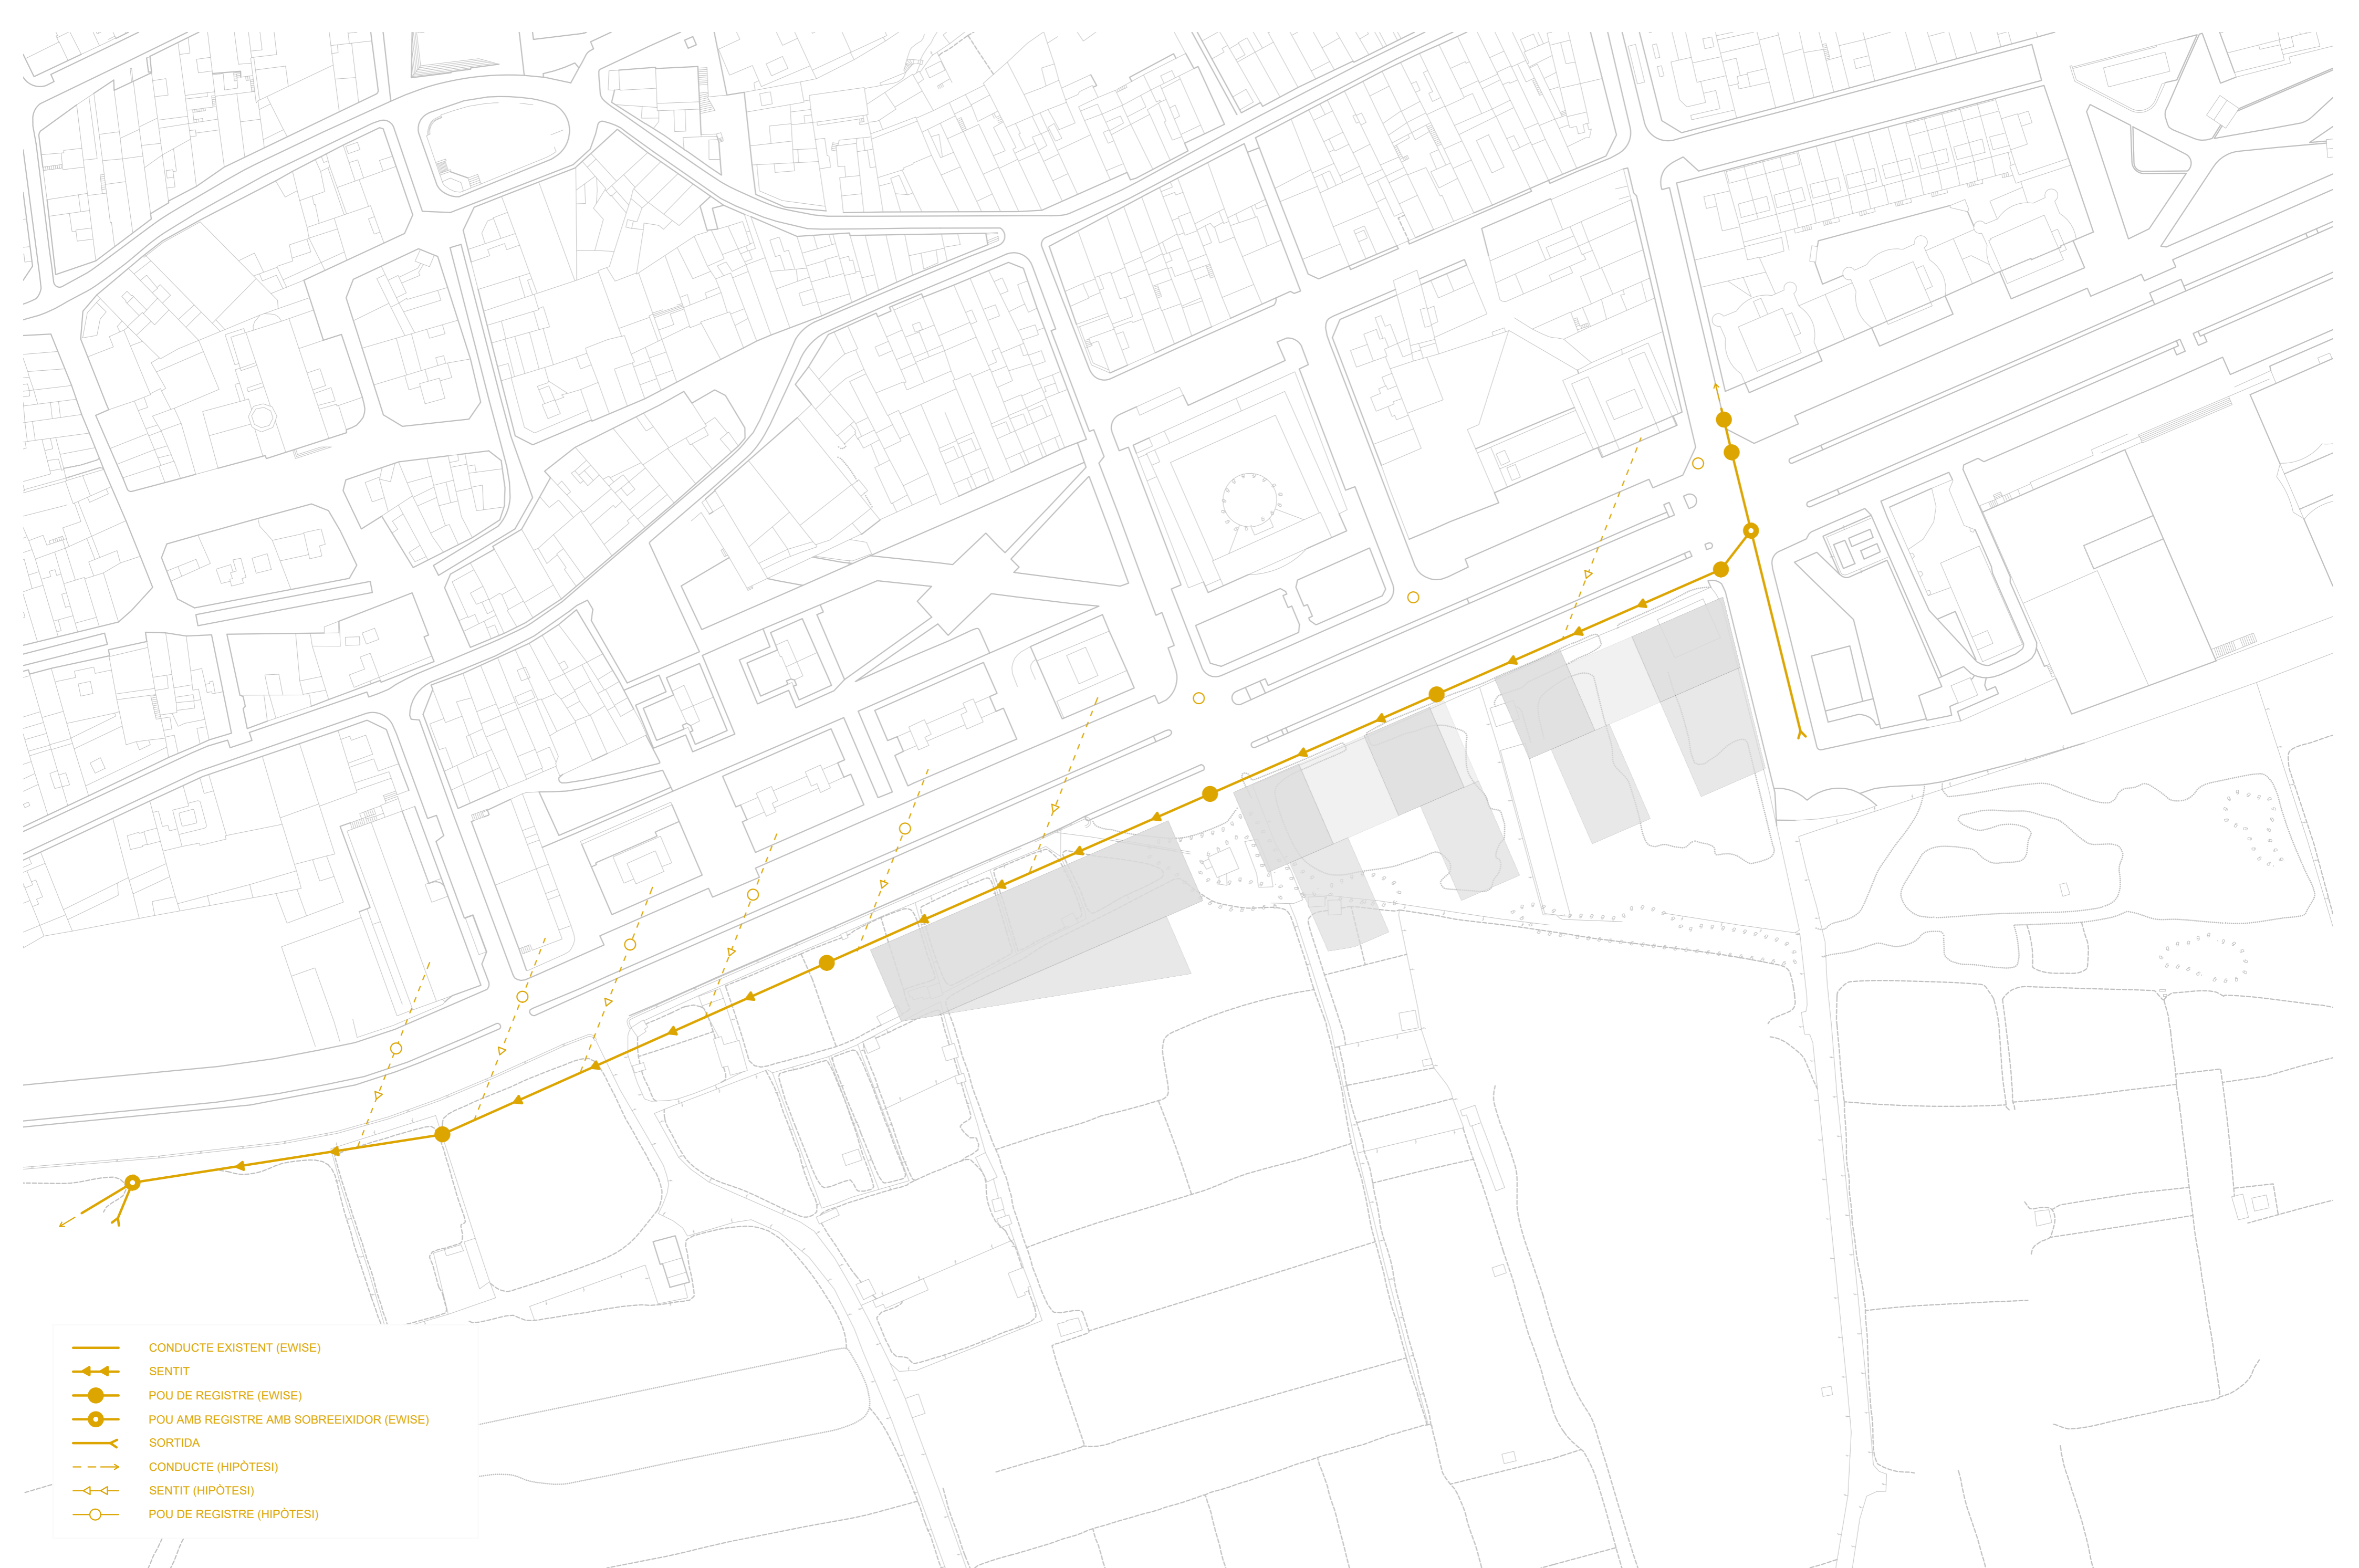 CONDUCTE EXISTENT (EWISE)
SENTIT
POU DE REGISTRE (EWISE)
POU AMB REGISTRE AMB SOBREEIXIDOR (EWISE)
SORTIDA
CONDUCTE (HIPÒTESI)
SENTIT (HIPÒTESI)
POU DE REGISTRE (HIPÒTESI)